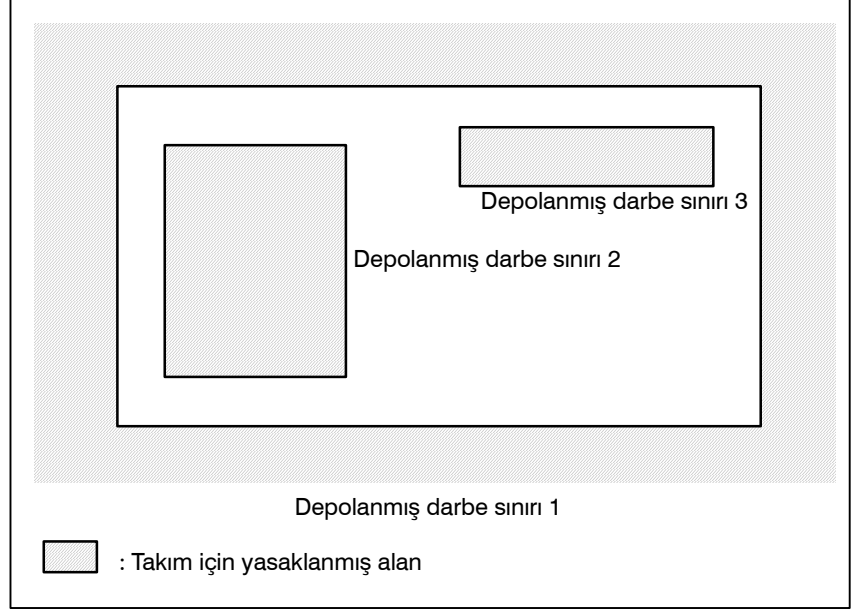 Depolanmış darbe sınırı 3
Depolanmış darbe sınırı 2
Depolanmış darbe sınırı 1
: Takım için yasaklanmış alan